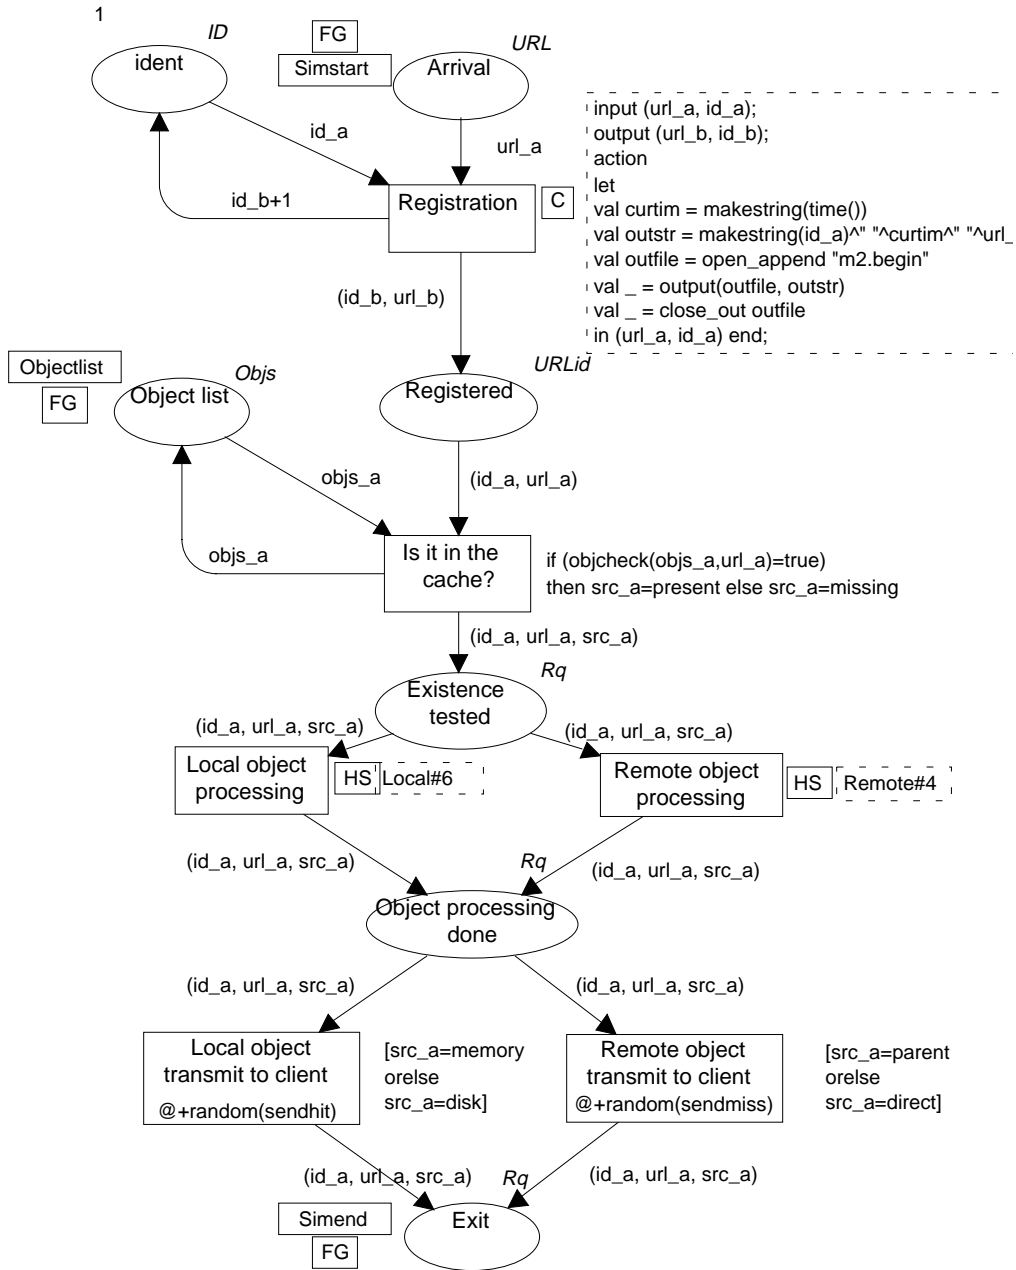 1
ID
FG
URL
ident
Simstart
Arrival
input (url_a, id_a);
output (url_b, id_b);
action
let
val curtim = makestring(time())
val outstr = makestring(id_a)^" "^curtim^" "^url_
val outfile = open_append "m2.begin"
val _ = output(outfile, outstr)
val _ = close_out outfile
in (url_a, id_a) end;
id_a
url_a
id_b+1
Registration
C
(id_b, url_b)
Objectlist
FG
Objs
URLid
Object list
Registered
objs_a
(id_a, url_a)
objs_a
Is it in the
cache?
if (objcheck(objs_a,url_a)=true)
then src_a=present else src_a=missing
(id_a, url_a, src_a)
Rq
Existence
tested
(id_a, url_a, src_a)
(id_a, url_a, src_a)
Local object
processing
HS
Local#6
Remote object
processing
HS
Remote#4
(id_a, url_a, src_a)
Rq
(id_a, url_a, src_a)
Object processing
done
(id_a, url_a, src_a)
(id_a, url_a, src_a)
Local object
transmit to client
@+random(sendhit)
[src_a=memory
orelse
src_a=disk]
Remote object
transmit to client
@+random(sendmiss)
[src_a=parent
orelse
src_a=direct]
(id_a, url_a, src_a)
Rq
(id_a, url_a, src_a)
Simend
FG
Exit